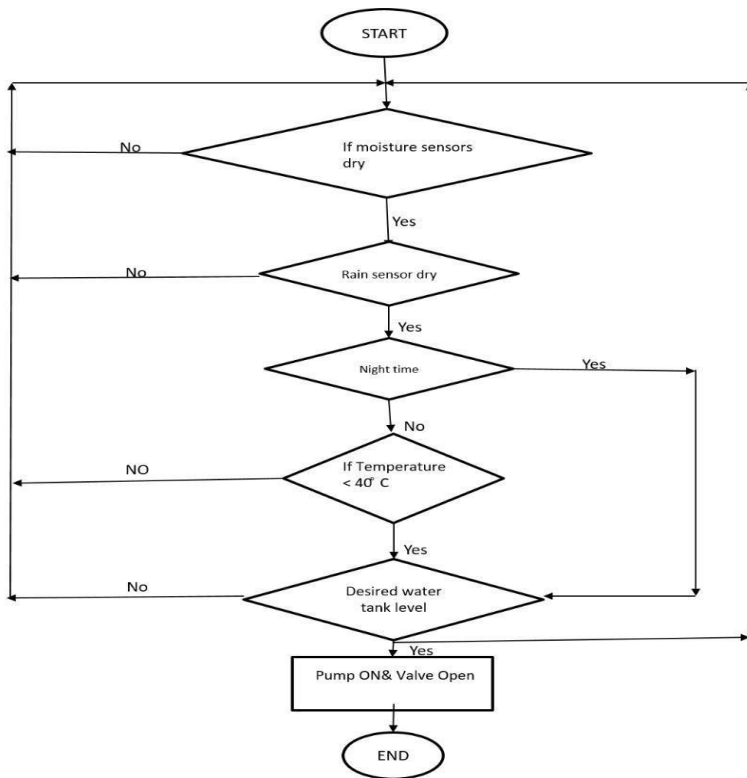 START
No
If moisture sensors
dry
Yes
No
Rain sensor dry
Yes
Night time
Yes
No
NO
If Temperature
< 40° C
Yes
No
Desired water
tank level
Yes
Pump ON& Valve Open
END